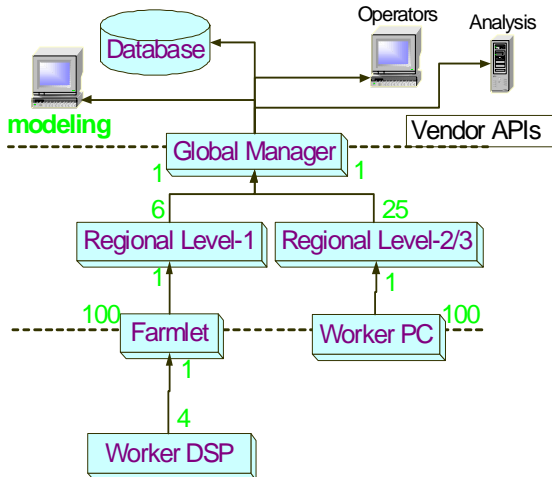 Operators
Analysis
Database
modeling
Vendor APIs
Global Manager
1
1
6
25
Regional Level-1
Regional Level-2/3
1
1
100
Farmlet
Worker PC
100
1
4
Worker DSP